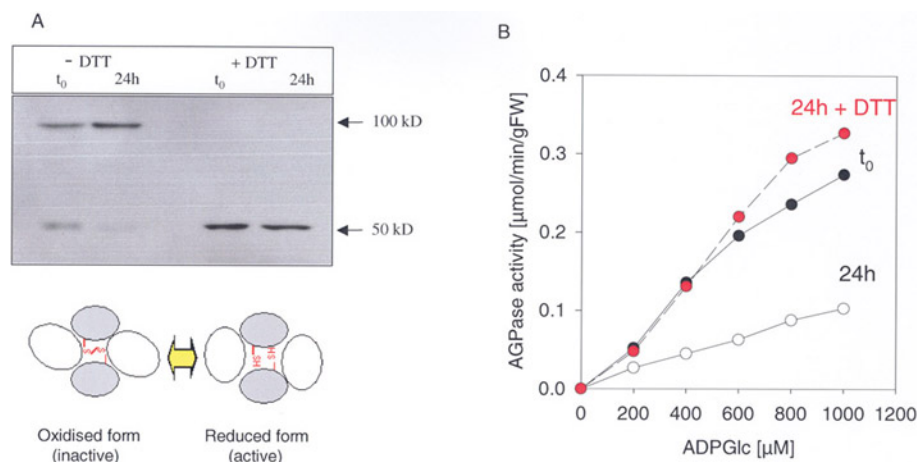 A
- DTT
+ DTT
t0
24h
t0
24h
100 kD
50 kD
S
S
SH
SH
Oxidised form
(inactive)
Reduced form
(active)
B
AGPase activity [µmol/min/gFW]
0.4
0.3
0.2
0.1
0.0
24h + DTT
t0
24h
0
200
400
600
800
1000
1200
ADPGlc [µM]